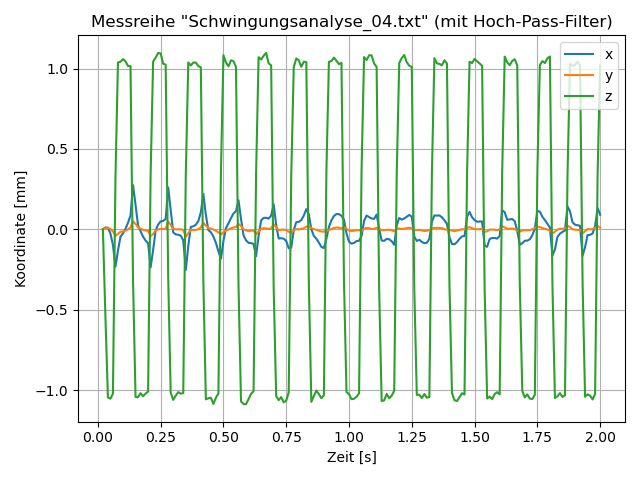 Messreihe "Schwingungsanalyse_04.txt" (mit Hoch-Pass-Filter)
x
y
z
Koordinate [mm]
1.0
0.5
0.0
−0.5
−1.0
0.00 0.25 0.50 0.75 1.00 1.25 1.50 1.75 2.00
Zeit [s]